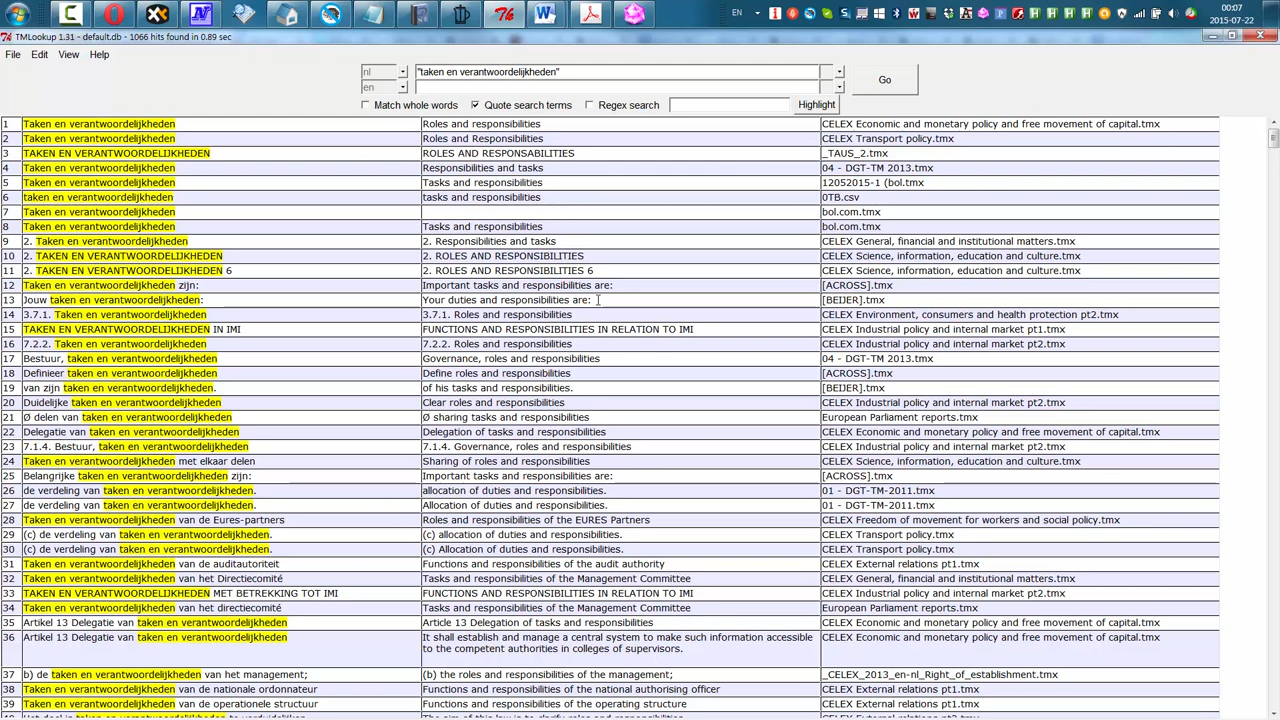 EN
00:07
2015-07-22
TMLookup 1.31 - default.db - 1066 hits found in 0.89 sec
File Edit View Help
nl "taken en verantwoordelijkheden"
en
Go
Match whole words Quote search terms Regex search Highlight
1 Taken en verantwoordelijkheden Roles and responsibilities CELEX Economic and monetary policy and free movement of capital.tmx
2 Taken en verantwoordelijkheden Roles and Responsibilities CELEX Transport policy.tmx
3 TAKEN EN VERANTWOORDELIJKHEDEN ROLES AND RESPONSABILITIES _TAUS_2.tmx
4 Taken en verantwoordelijkheden Responsibilities and tasks 04 - DGT-TM 2013.tmx
5 Taken en verantwoordelijkheden Tasks and responsibilities 12052015-1 (bol.tmx
6 taken en verantwoordelijkheden tasks and responsibilities 0TB.csv
7 Taken en verantwoordelijkheden bol.com.tmx
8 Taken en verantwoordelijkheden Tasks and responsibilities bol.com.tmx
9 2. Taken en verantwoordelijkheden 2. Responsibilities and tasks CELEX General, financial and institutional matters.tmx
10 2. TAKEN EN VERANTWOORDELIJKHEDEN 2. ROLES AND RESPONSIBILITIES CELEX Science, information, education and culture.tmx
11 2. TAKEN EN VERANTWOORDELIJKHEDEN 6 2. ROLES AND RESPONSIBILITIES 6 CELEX Science, information, education and culture.tmx
12 Taken en verantwoordelijkheden zijn: Important tasks and responsibilities are: [ACROSS].tmx
13 Jouw taken en verantwoordelijkheden: Your duties and responsibilities are: [BEIJER].tmx
14 3.7.1. Taken en verantwoordelijkheden 3.7.1. Roles and responsibilities CELEX Environment, consumers and health protection pt2.tmx
15 TAKEN EN VERANTWOORDELIJKHEDEN IN IMI FUNCTIONS AND RESPONSIBILITIES IN RELATION TO IMI CELEX Industrial policy and internal market pt1.tmx
16 7.2.2. Taken en verantwoordelijkheden 7.2.2. Roles and responsibilities CELEX Industrial policy and internal market pt2.tmx
17 Bestuur, taken en verantwoordelijkheden Governance, roles and responsibilities 04 - DGT-TM 2013.tmx
18 Definieer taken en verantwoordelijkheden Define roles and responsibilities [ACROSS].tmx
19 van zijn taken en verantwoordelijkheden. of his tasks and responsibilities. [BEIJER].tmx
20 Duidelijke taken en verantwoordelijkheden Clear roles and responsibilities CELEX Industrial policy and internal market pt2.tmx
21 Ø delen van taken en verantwoordelijkheden Ø sharing tasks and responsibilities European Parliament reports.tmx
22 Delegatie van taken en verantwoordelijkheden Delegation of tasks and responsibilities CELEX Economic and monetary policy and free movement of capital.tmx
23 7.1.4. Bestuur, taken en verantwoordelijkheden 7.1.4. Governance, roles and responsibilities CELEX Industrial policy and internal market pt2.tmx
24 Taken en verantwoordelijkheden met elkaar delen Sharing of roles and responsibilities CELEX Science, information, education and culture.tmx
25 Belangrijke taken en verantwoordelijkheden zijn: Important tasks and responsibilities are: [ACROSS].tmx
26 de verdeling van taken en verantwoordelijkheden. allocation of duties and responsibilities. 01 - DGT-TM-2011.tmx
27 de verdeling van taken en verantwoordelijkheden. Allocation of duties and responsibilities. 01 - DGT-TM-2011.tmx
28 Taken en verantwoordelijkheden van de Eures-partners Roles and responsibilities of the EURES Partners CELEX Freedom of movement for workers and social policy.tmx
29 (c) de verdeling van taken en verantwoordelijkheden. (c) allocation of duties and responsibilities. CELEX Transport policy.tmx
30 (c) de verdeling van taken en verantwoordelijkheden. (c) Allocation of duties and responsibilities. CELEX Transport policy.tmx
31 Taken en verantwoordelijkheden van de auditautoriteit Functions and responsibilities of the audit authority CELEX External relations pt1.tmx
32 Taken en verantwoordelijkheden van het Directiecomité Tasks and responsibilities of the Management Committee CELEX General, financial and institutional matters.tmx
33 TAKEN EN VERANTWOORDELIJKHEDEN MET BETREKKING TOT IMI FUNCTIONS AND RESPONSIBILITIES IN RELATION TO IMI CELEX Industrial policy and internal market pt1.tmx
34 Taken en verantwoordelijkheden van het directiecomité Tasks and responsibilities of the Management Committee European Parliament reports.tmx
35 Artikel 13 Delegatie van taken en verantwoordelijkheden Article 13 Delegation of tasks and responsibilities CELEX Economic and monetary policy and free movement of capital.tmx
36 Artikel 13 Delegatie van taken en verantwoordelijkheden It shall establish and manage a central system to make such information accessible CELEX Economic and monetary policy and free movement of capital.tmx
to the competent authorities in colleges of supervisors.
37 b) de taken en verantwoordelijkheden van het management; (b) the roles and responsibilities of the management; _CELEX_2013_en-nl_Right_of_establishment.tmx
38 Taken en verantwoordelijkheden van de nationale ordonnateur Functions and responsibilities of the national authorising officer CELEX External relations pt1.tmx
39 Taken en verantwoordelijkheden van de operationele structuur Functions and responsibilities of the operating structure CELEX External relations pt1.tmx